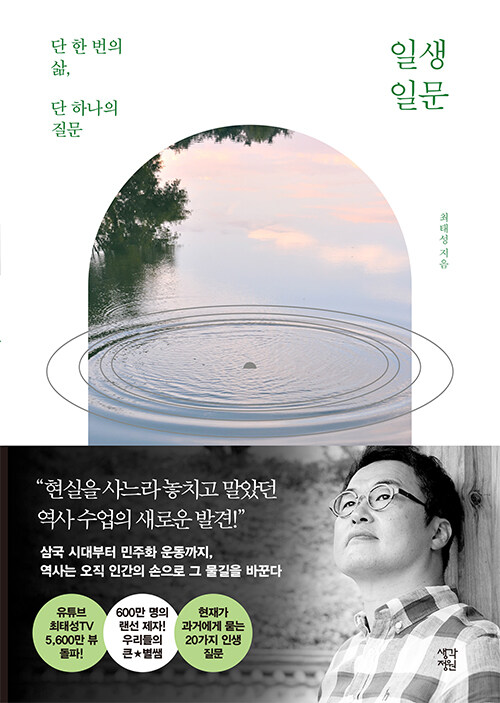 단 한 번의
삶,
단 하나의
질문
일생
일문
최태성 지음
“현실을 사느라 놓치고 말았던
역사 수업의 새로운 발견!”
삼국 시대부터 민주화 운동까지,
역사는 오직 인간의 손으로 그 물길을 바꾼다
유튜브
최태성TV
5,600만 뷰
돌파!
600만 명의
랜선 제자!
우리들의
큰★별쌤
현재가
과거에게 묻는
20가지 인생
질문
생각
정원